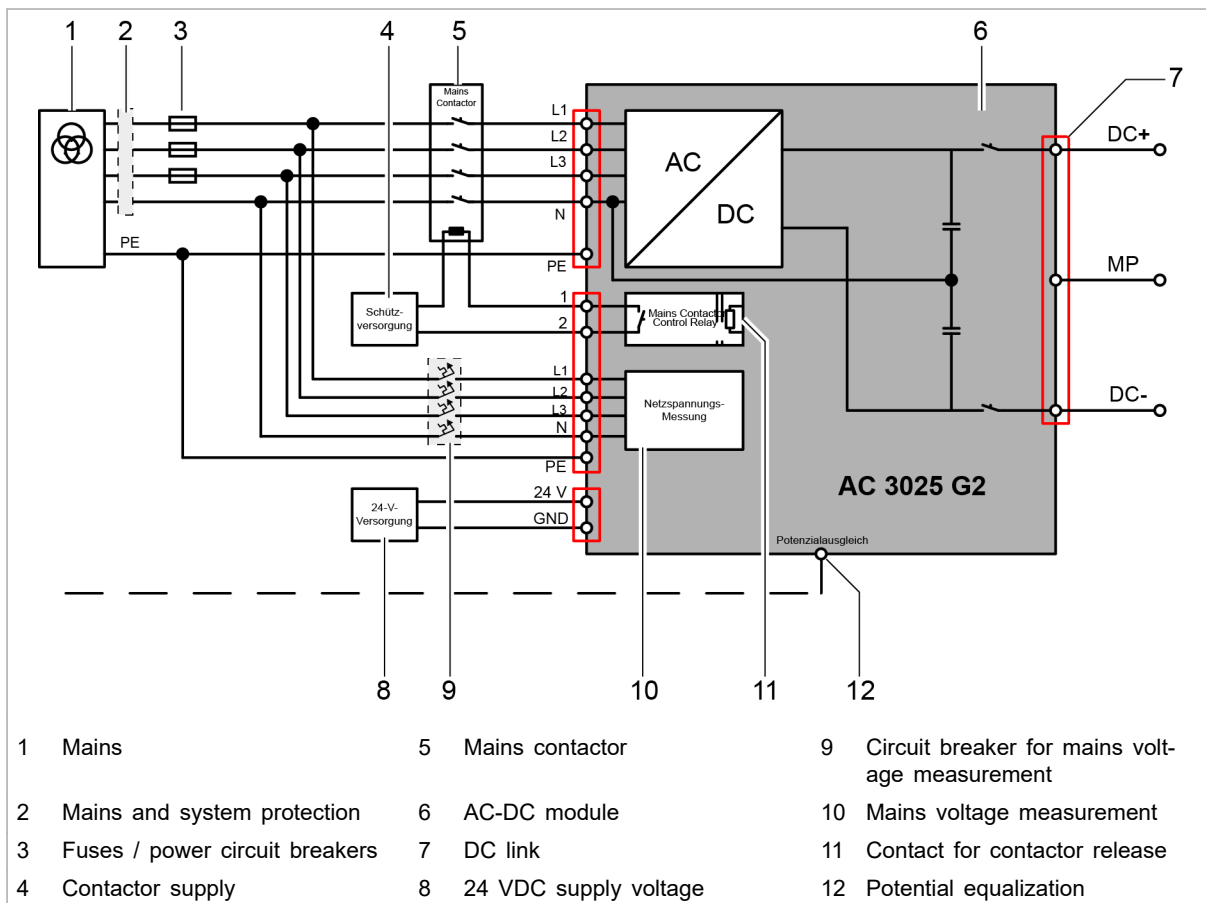 1 2 3 4 5 6
7
Mains
Contactor
L1
L2
L3
N
PE
PE
AC
DC
DC+
MP
DC-
Schütz-
versorgung
1
2
Mains Contactor
Control Relay
L1
L2
L3
N
PE
Netzspannungs-
Messung
AC 3025 G2
24-V-
Versorgung
24 V
GND
Potenzialausgleich
8 9 10 11 12
1 Mains 5 Mains contactor 9 Circuit breaker for mains volt-
age measurement
2 Mains and system protection 6 AC-DC module 10 Mains voltage measurement
3 Fuses / power circuit breakers 7 DC link 11 Contact for contactor release
4 Contactor supply 8 24 VDC supply voltage 12 Potential equalization